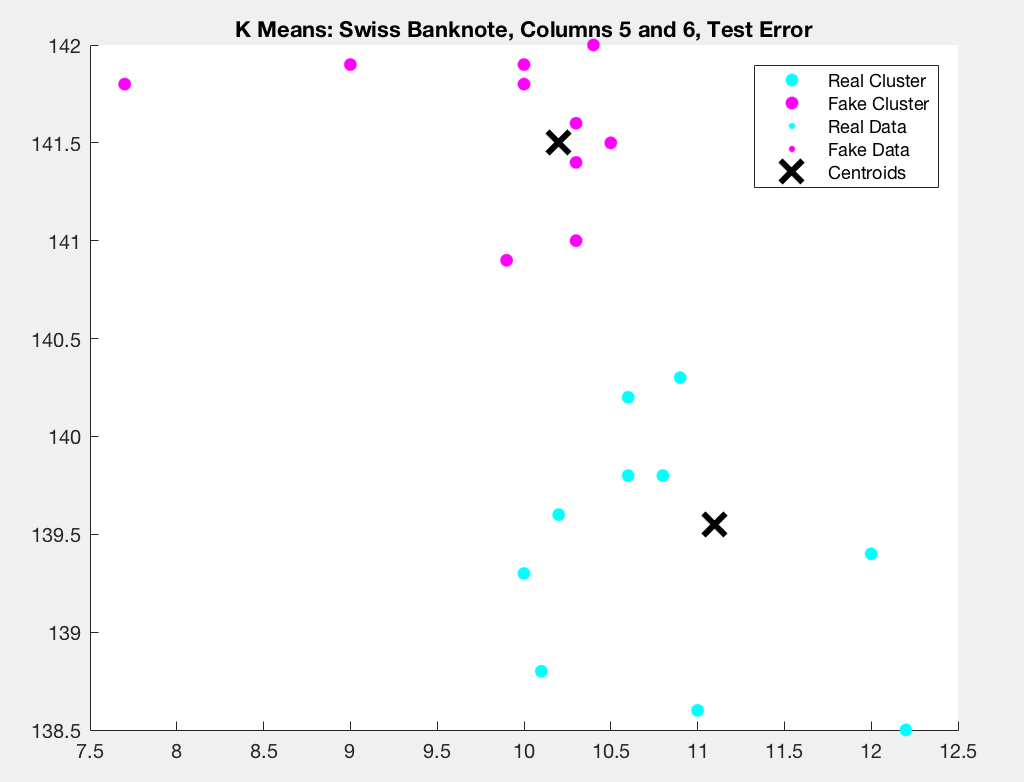 K Means: Swiss Banknote, Columns 5 and 6, Test Error
142
141.5
141
140.5
140
139.5
139
138.5
7.5 8 8.5 9 9.5 10 10.5 11 11.5 12 12.5
Real Cluster
Fake Cluster
Real Data
Fake Data
Centroids